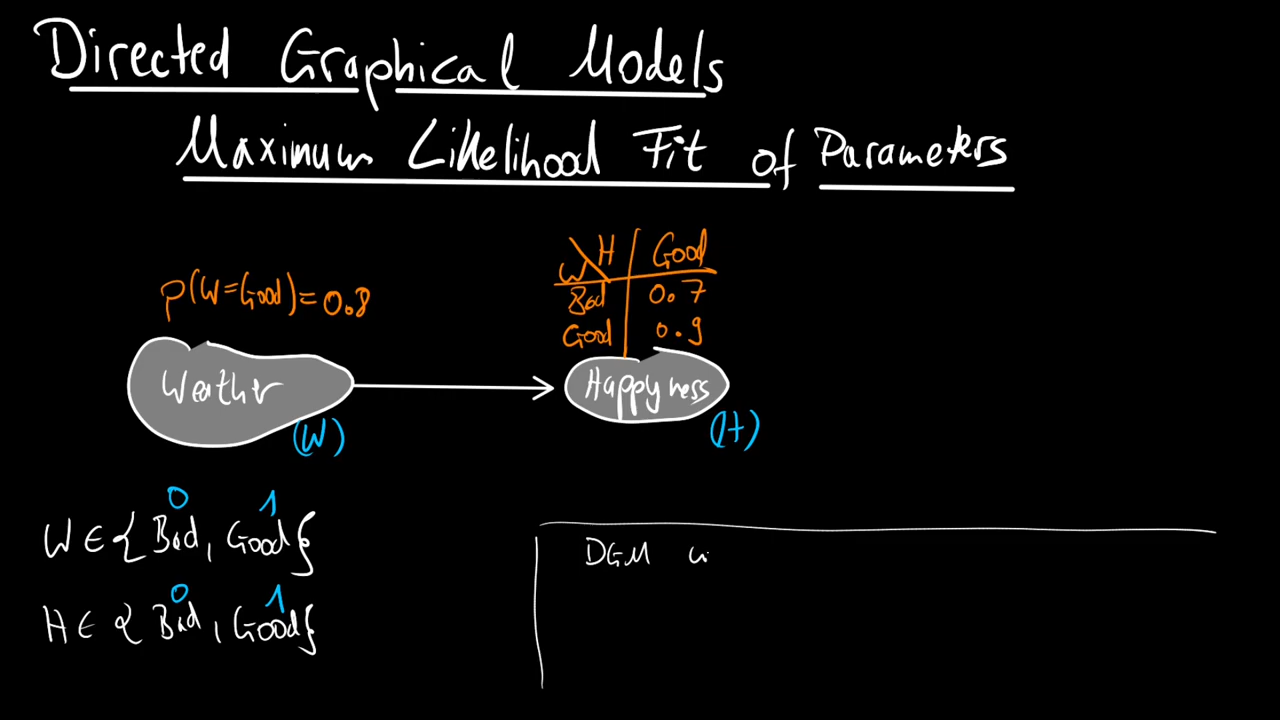 Directed Graphical Models
Maximum Likelihood Fit of Parameters
p(W=Good)=0.8
W\H | Good
Bad | 0.7
Good | 0.9
Weather
(W)
Happyness
(H)
0 1
W ∈ { Bad, Good }
0 1
H ∈ { Bad, Good }
DGM